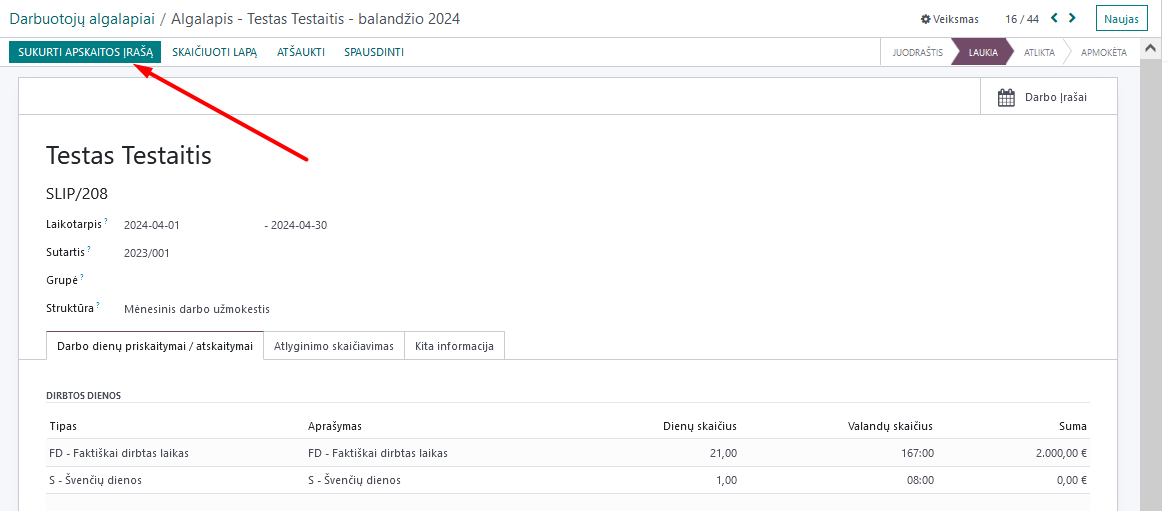 Darbuotojų algalapiai / Algalapis - Testas Testaitis - balandžio 2024
Veiksmas
16 / 44
Naujas
SUKURTI APSKAITOS ĮRAŠĄ
SKAIČIUOTI LAPĄ
ATŠAUKTI
SPAUSDINTI
JUODRAŠTIS
LAUKIA
ATLIKTA
APMOKĖTA
Darbo Įrašai
Testas Testaitis
SLIP/208
Laikotarpis ? 2024-04-01 - 2024-04-30
Sutartis ? 2023/001
Grupė ?
Struktūra ? Mėnesinis darbo užmokestis
Darbo dienų priskaitymai / atskaitymai
Atlyginimo skaičiavimas
Kita informacija
DIRBTOS DIENOS
Tipas Aprašymas Dienų skaičius Valandų skaičius Suma
FD - Faktiškai dirbtas laikas FD - Faktiškai dirbtas laikas 21,00 167:00 2.000,00 €
S - Švenčių dienos S - Švenčių dienos 1,00 08:00 0,00 €